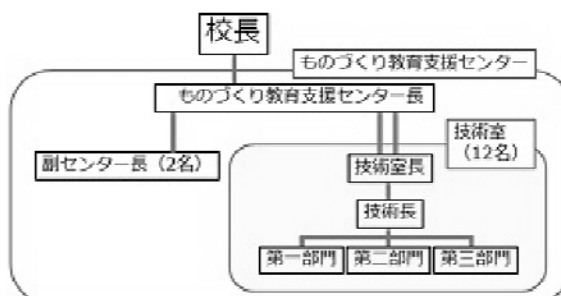 校長
ものづくり教育支援センター
ものづくり教育支援センター長
技術室
（12名）
副センター長（2名）
技術室長
技術長
第一部門
第二部門
第三部門